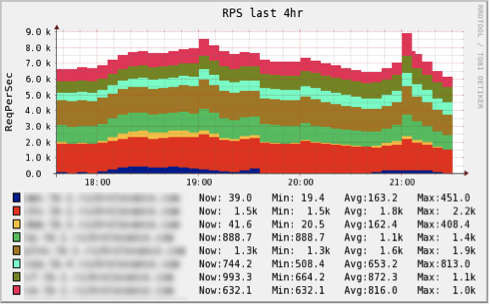 RPS last 4hr
RRDTOOL / TOBI OETIKER
ReqPerSec
9.0 k
8.0 k
7.0 k
6.0 k
5.0 k
4.0 k
3.0 k
2.0 k
1.0 k
0.0
18:00 19:00 20:00 21:00
Now: 39.0 Min: 19.4 Avg:163.2 Max:451.0
Now: 1.5k Min: 1.5k Avg: 1.8k Max: 2.2k
Now: 41.6 Min: 20.5 Avg:162.4 Max:408.4
Now:888.7 Min:888.7 Avg: 1.1k Max: 1.4k
Now: 1.3k Min: 1.3k Avg: 1.6k Max: 1.9k
Now:744.2 Min:508.4 Avg:653.2 Max:813.0
Now:993.3 Min:664.2 Avg:872.3 Max: 1.1k
Now:632.1 Min:632.1 Avg:816.0 Max: 1.0k